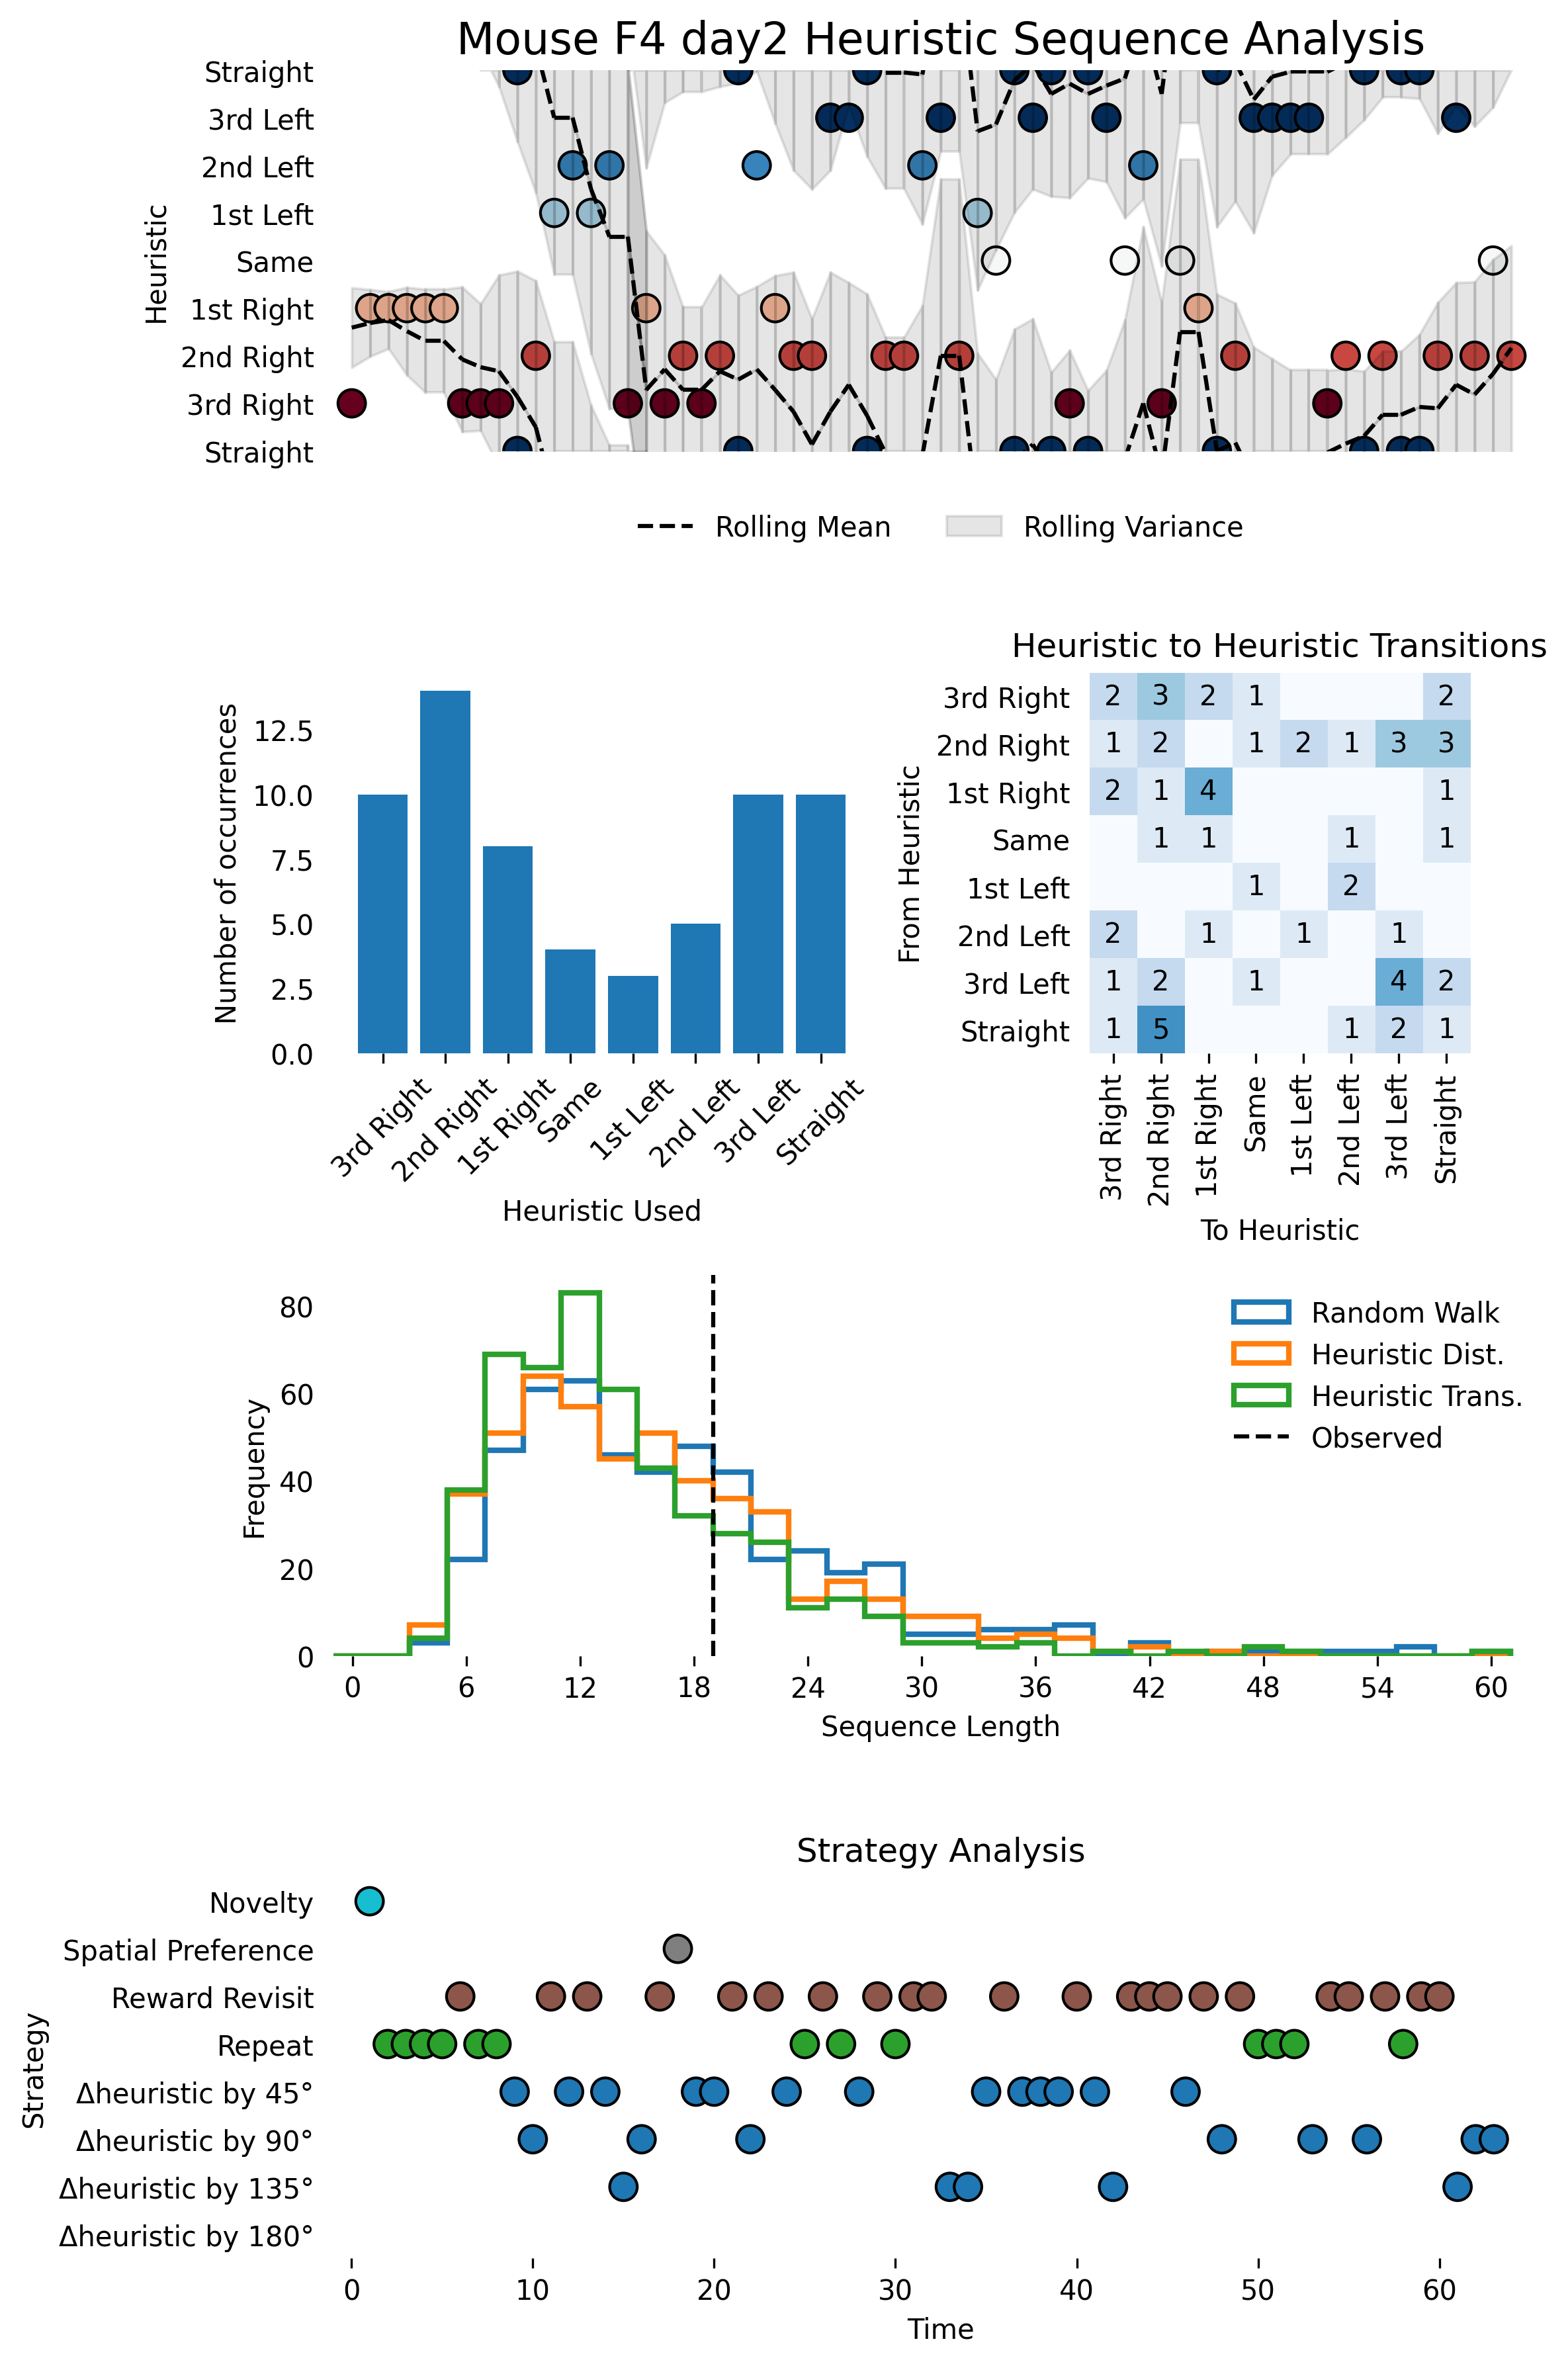 Mouse F4 day2 Heuristic Sequence Analysis
Heuristic
Straight
3rd Left
2nd Left
1st Left
Same
1st Right
2nd Right
3rd Right
Straight
Rolling Mean
Rolling Variance
Number of occurrences
12.5
10.0
7.5
5.0
2.5
0.0
3rd Right
2nd Right
1st Right
Same
1st Left
2nd Left
3rd Left
Straight
Heuristic Used
Heuristic to Heuristic Transitions
From Heuristic
3rd Right 2 3 2 1 2
2nd Right 1 2 1 2 1 3 3
1st Right 2 1 4 1
Same 1 1 1 1
1st Left 1 2
2nd Left 2 1 1 1
3rd Left 1 2 1 4 2
Straight 1 5 1 2 1
3rd Right
2nd Right
1st Right
Same
1st Left
2nd Left
3rd Left
Straight
To Heuristic
Frequency
80
60
40
20
0
0 6 12 18 24 30 36 42 48 54 60
Sequence Length
Random Walk
Heuristic Dist.
Heuristic Trans.
Observed
Strategy Analysis
Strategy
Novelty
Spatial Preference
Reward Revisit
Repeat
Δheuristic by 45°
Δheuristic by 90°
Δheuristic by 135°
Δheuristic by 180°
0 10 20 30 40 50 60
Time